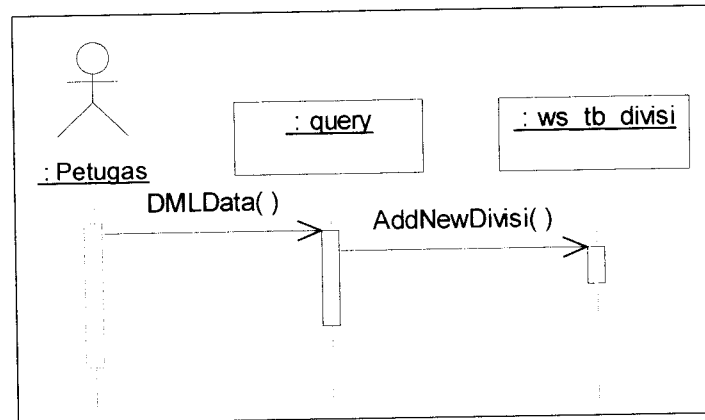 : query
: ws_tb_divisi
: Petugas
DMLData( )
AddNewDivisi( )